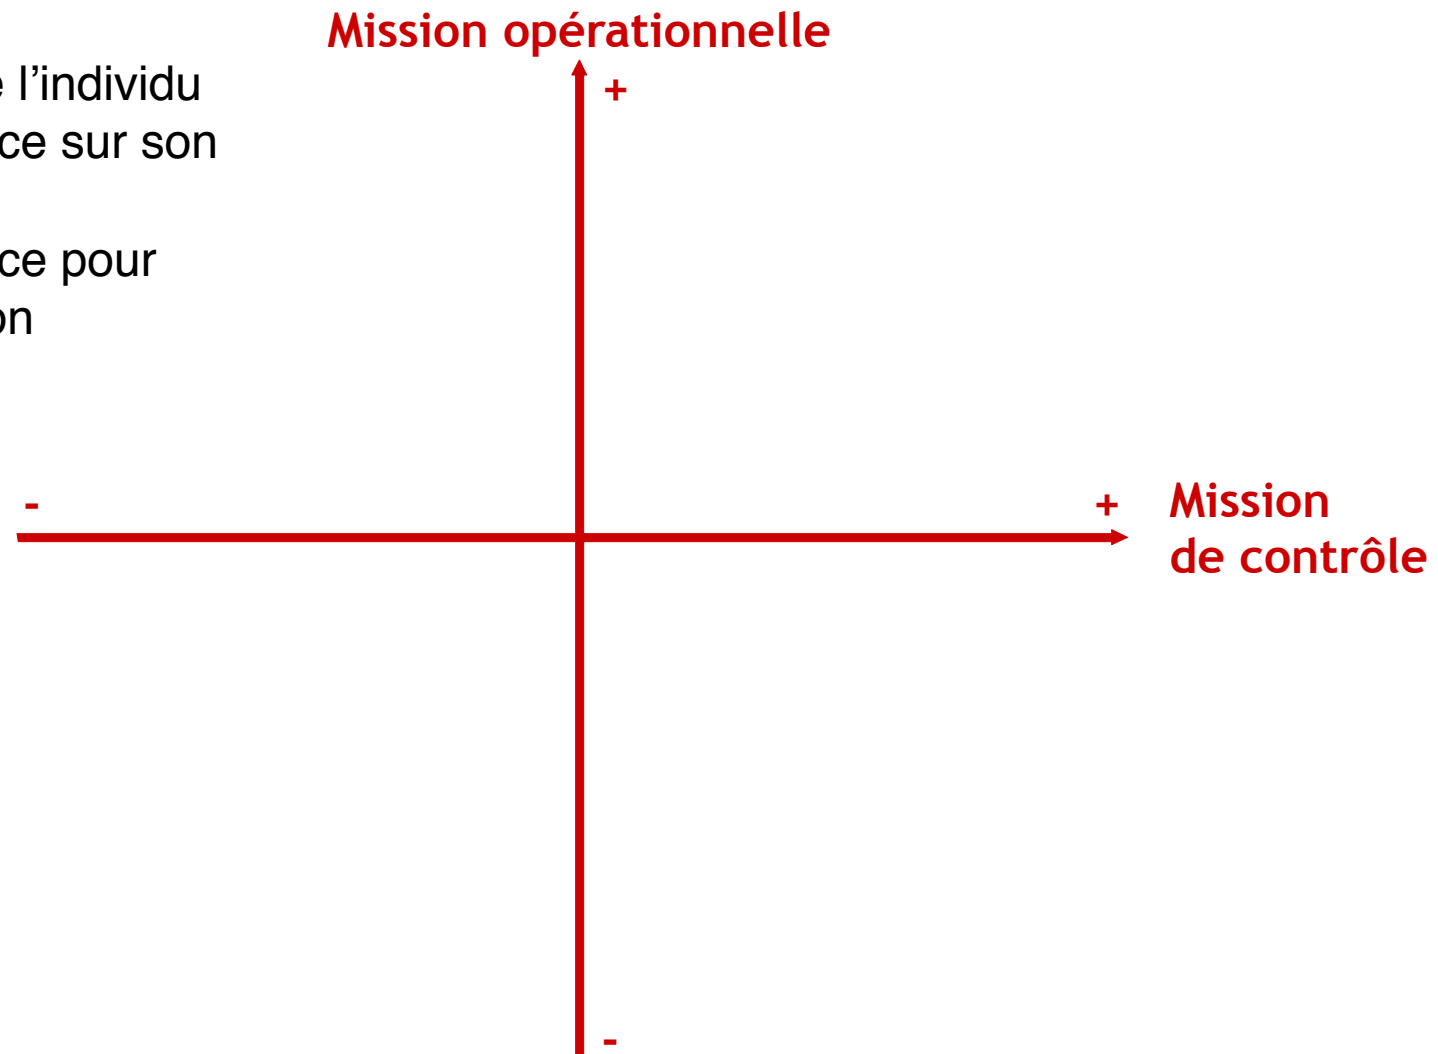 Mission opérationnelle
+
e l’individu
ce sur son
ce pour
on
-
+ Mission
de contrôle
-